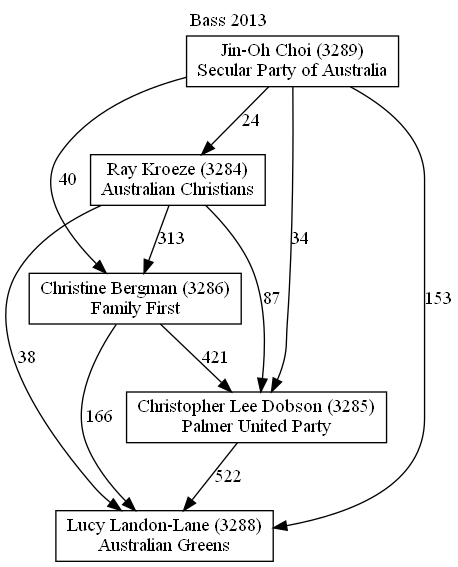 Bass 2013
Jin-Oh Choi (3289)
Secular Party of Australia
24
Ray Kroeze (3284)
Australian Christians
40
313
34
Christine Bergman (3286)
Family First
87
153
38
421
166
Christopher Lee Dobson (3285)
Palmer United Party
522
Lucy Landon-Lane (3288)
Australian Greens